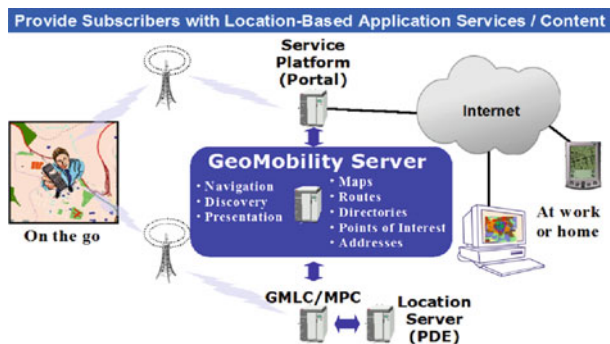 Provide Subscribers with Location-Based Application Services / Content
Service
Platform
(Portal)
Internet
GeoMobility Server
• Navigation
• Discovery
• Presentation
• Maps
• Routes
• Directories
• Points of Interest
• Addresses
On the go
At work
or home
GMLC/MPC
Location
Server
(PDE)